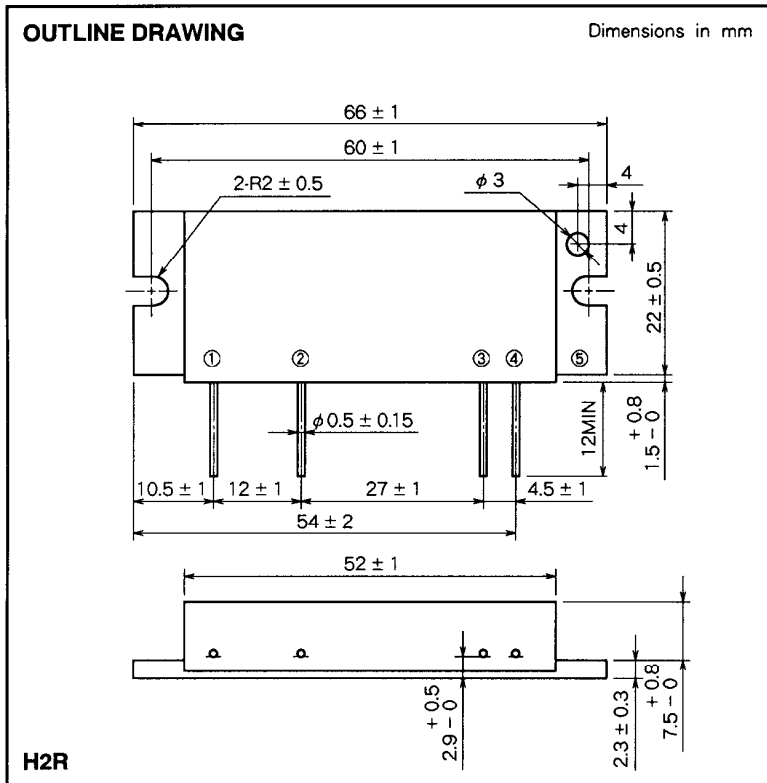 OUTLINE DRAWING
Dimensions in mm
66 ± 1
60 ± 1
2-R2 ± 0.5
φ 3
4
4
22 ± 0.5
① ② ③ ④ ⑤
φ 0.5 ± 0.15
12MIN
+ 0.8
1.5 – 0
10.5 ± 1
12 ± 1
27 ± 1
4.5 ± 1
54 ± 2
52 ± 1
+ 0.5
2.9 – 0
2.3 ± 0.3
+ 0.8
7.5 – 0
H2R